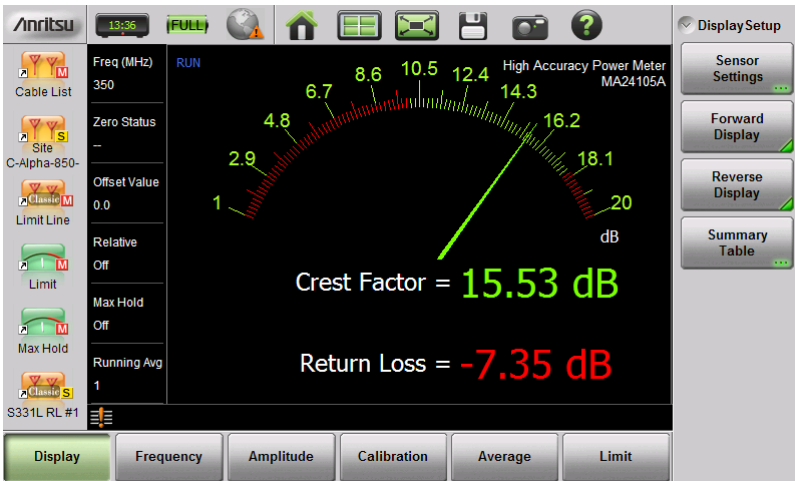 Anritsu
13:36
FULL
?
Display Setup
Cable List
M
Site
S
C-Alpha-850-
Classic
M
Limit Line
M
Limit
M
Max Hold
Classic
S
S331L RL #1
Freq (MHz)
350
Zero Status
--
Offset Value
0.0
Relative
Off
Max Hold
Off
Running Avg
1
RUN
High Accuracy Power Meter
MA24105A
1
2.9
4.8
6.7
8.6
10.5
12.4
14.3
16.2
18.1
20
dB
Crest Factor = 15.53 dB
Return Loss = -7.35 dB
Sensor
Settings
Forward
Display
Reverse
Display
Summary
Table
Display
Frequency
Amplitude
Calibration
Average
Limit